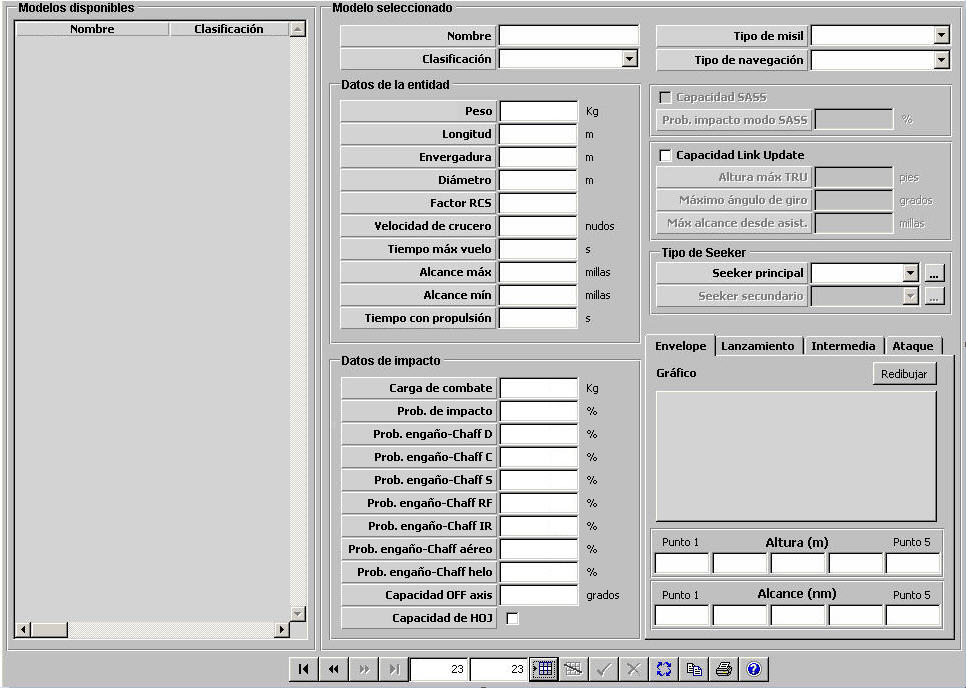 Modelos disponibles
Nombre
Clasificación
Modelo seleccionado
Nombre
Clasificación
Tipo de misil
Tipo de navegación
Datos de la entidad
Peso Kg
Longitud m
Envergadura m
Diámetro m
Factor RCS
Velocidad de crucero nudos
Tiempo máx vuelo s
Alcance máx millas
Alcance mín millas
Tiempo con propulsión s
Datos de impacto
Carga de combate Kg
Prob. de impacto %
Prob. engaño-Chaff D %
Prob. engaño-Chaff C %
Prob. engaño-Chaff S %
Prob. engaño-Chaff RF %
Prob. engaño-Chaff IR %
Prob. engaño-Chaff aéreo %
Prob. engaño-Chaff helo %
Capacidad OFF axis grados
Capacidad de HOJ
Capacidad SASS
Prob. impacto modo SASS %
Capacidad Link Update
Altura máx TRU pies
Máximo ángulo de giro grados
Máx alcance desde asist. millas
Tipo de Seeker
Seeker principal ...
Seeker secundario ...
Envelope Lanzamiento Intermedia Ataque
Gráfico Redibujar
Punto 1 Altura (m) Punto 5
Punto 1 Alcance (nm) Punto 5
23 23